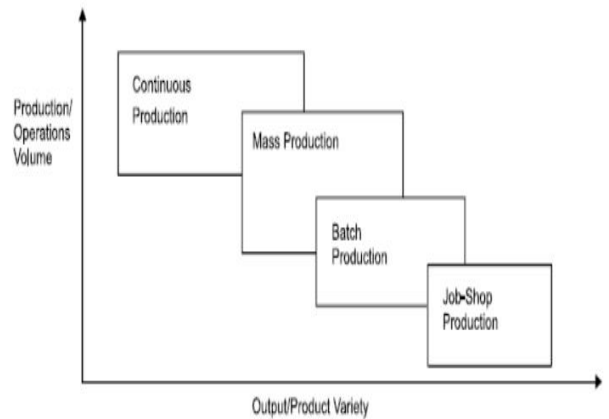 Production/
Operations
Volume
Continuous
Production
Mass Production
Batch
Production
Job-Shop
Production
Output/Product Variety